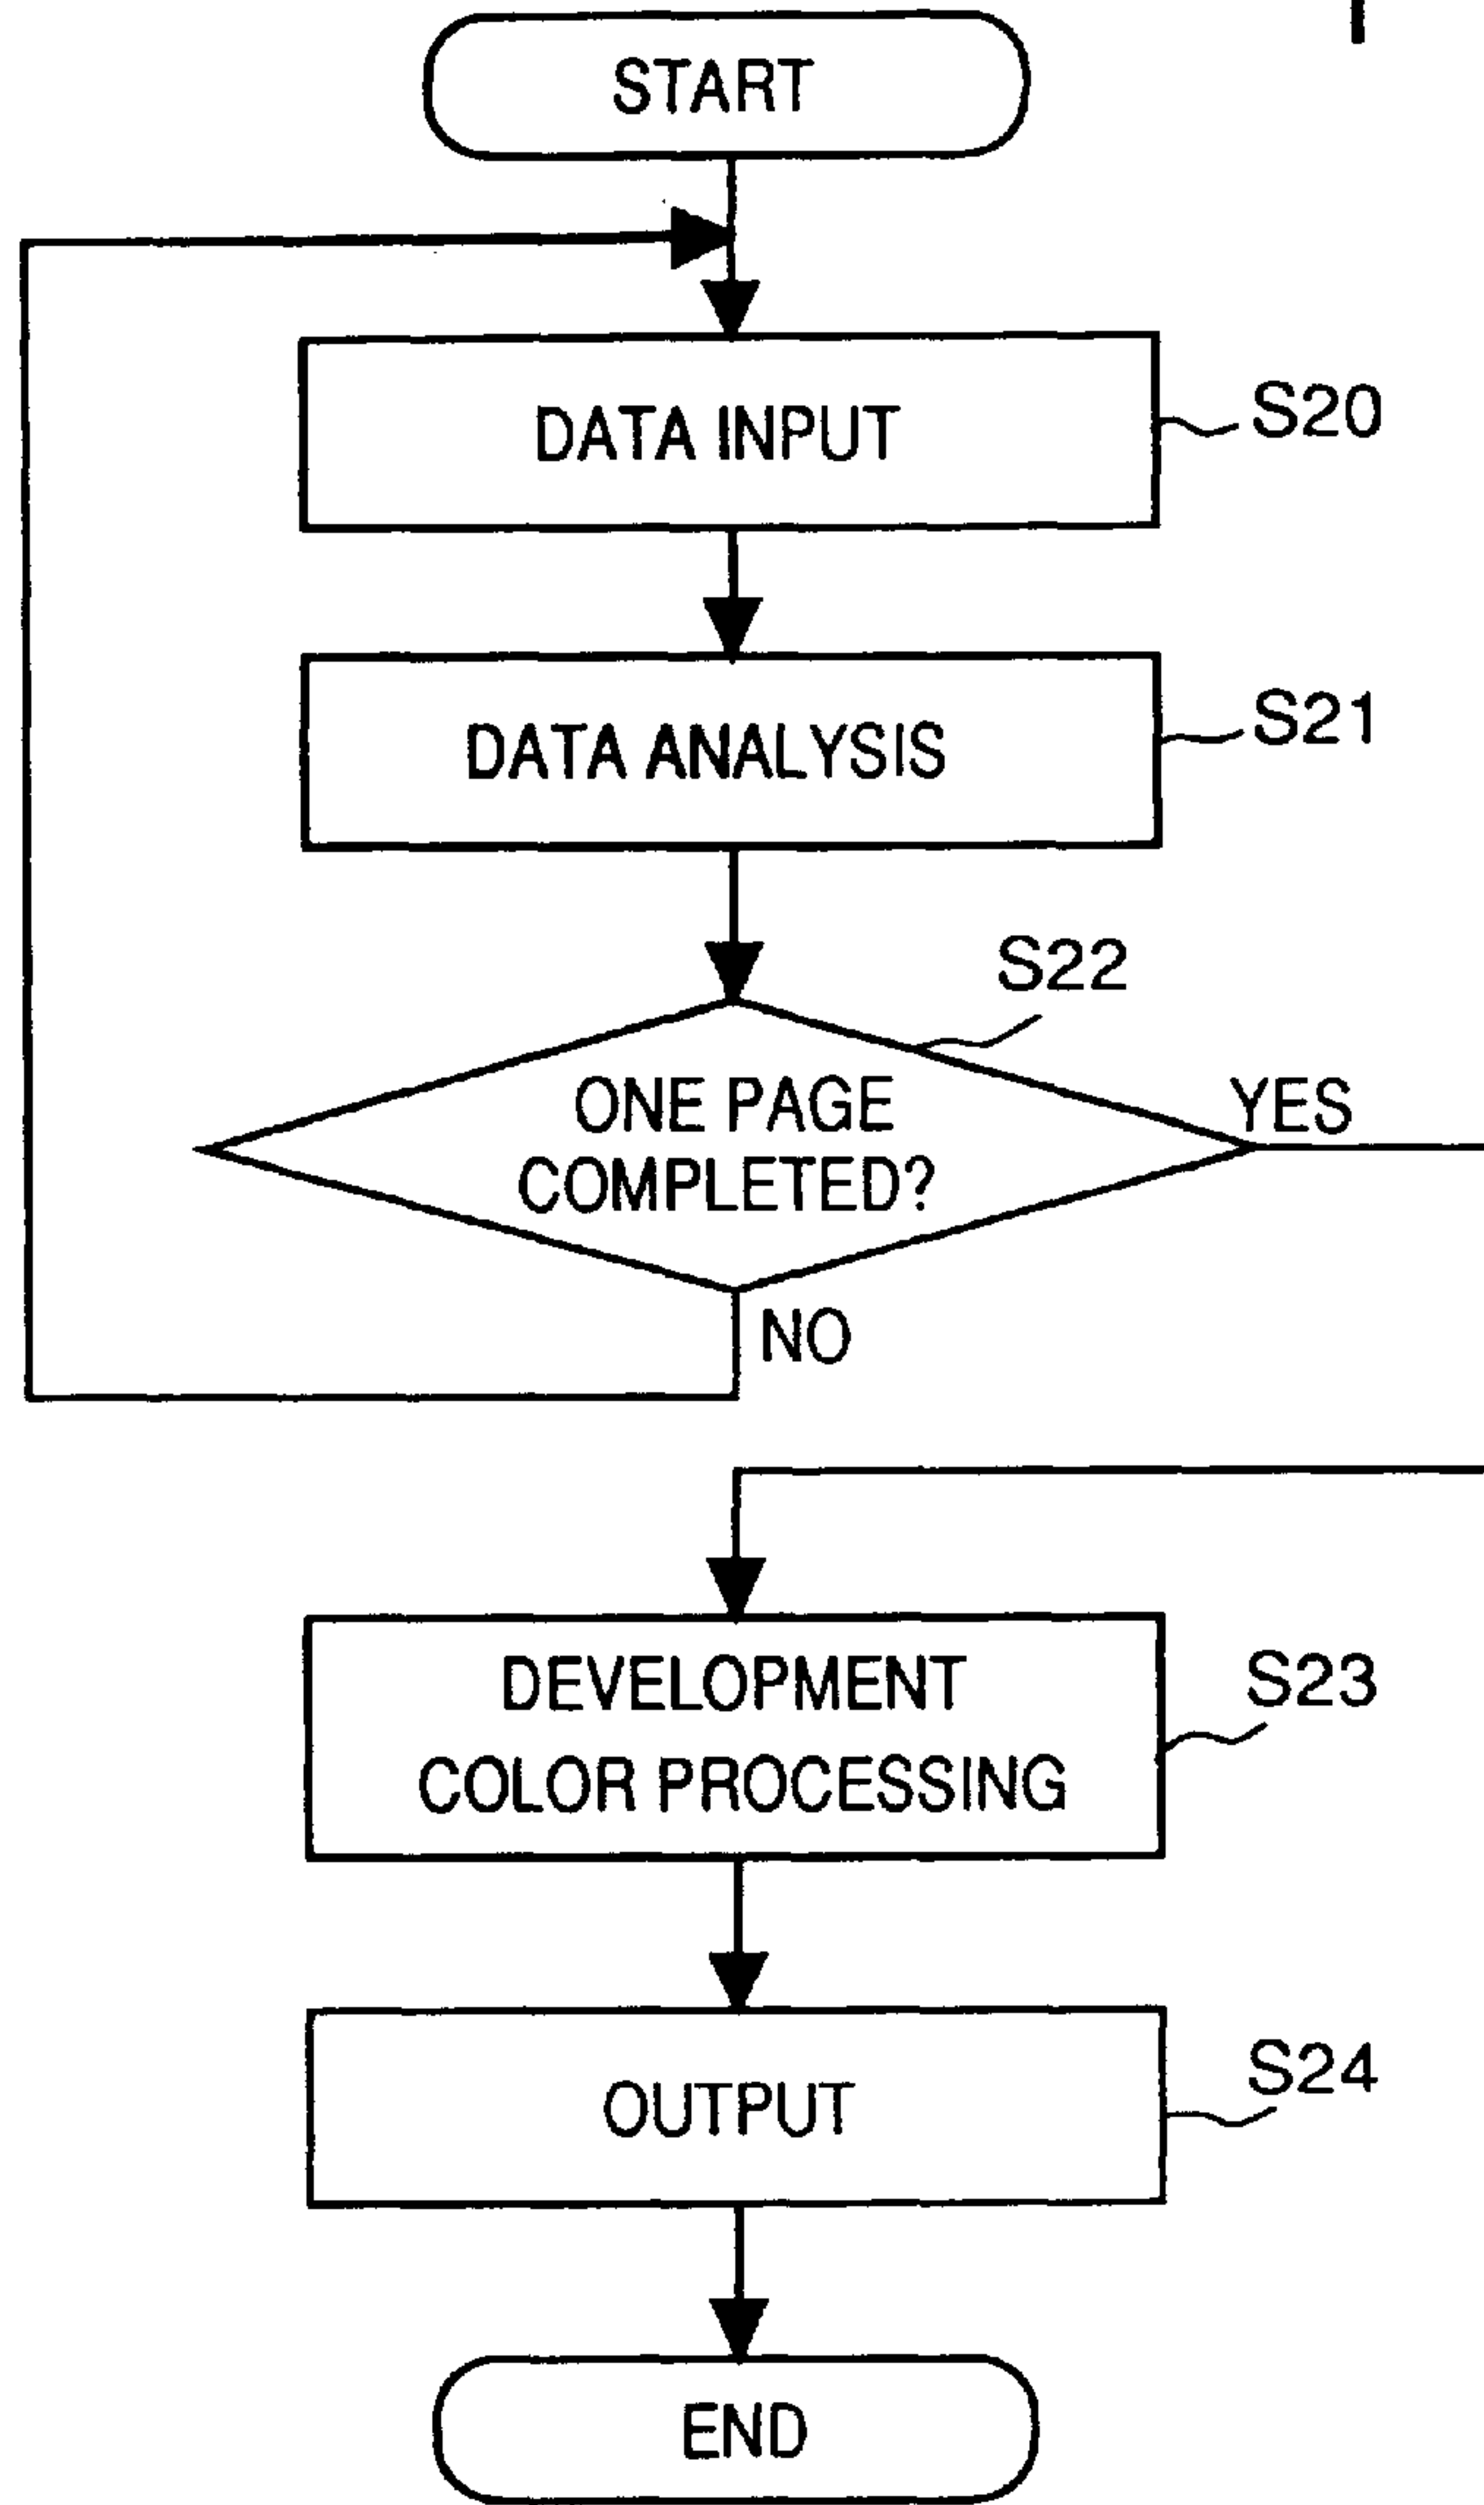 START
DATA INPUT
S20
DATA ANALYSIS
S21
S22
ONE PAGE
COMPLETED?
YES
NO
DEVELOPMENT
COLOR PROCESSING
S23
OUTPUT
S24
END